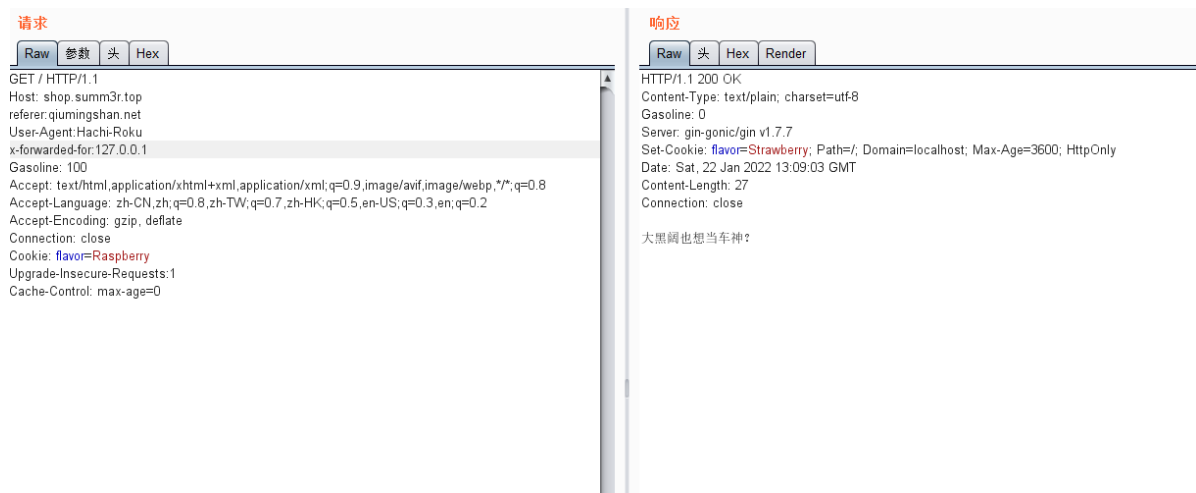 请求
Raw 参数 头 Hex
GET / HTTP/1.1
Host: shop.summ3r.top
referer:qiumingshan.net
User-Agent:Hachi-Roku
x-forwarded-for:127.0.0.1
Gasoline: 100
Accept: text/html,application/xhtml+xml,application/xml;q=0.9,image/avif,image/webp,*/*;q=0.8
Accept-Language: zh-CN,zh;q=0.8,zh-TW;q=0.7,zh-HK;q=0.5,en-US;q=0.3,en;q=0.2
Accept-Encoding: gzip, deflate
Connection: close
Cookie: flavor=Raspberry
Upgrade-Insecure-Requests:1
Cache-Control: max-age=0
响应
Raw 头 Hex Render
HTTP/1.1 200 OK
Content-Type: text/plain; charset=utf-8
Gasoline: 0
Server: gin-gonic/gin v1.7.7
Set-Cookie: flavor=Strawberry; Path=/; Domain=localhost; Max-Age=3600; HttpOnly
Date: Sat, 22 Jan 2022 13:09:03 GMT
Content-Length: 27
Connection: close
大黑阔也想当车神?